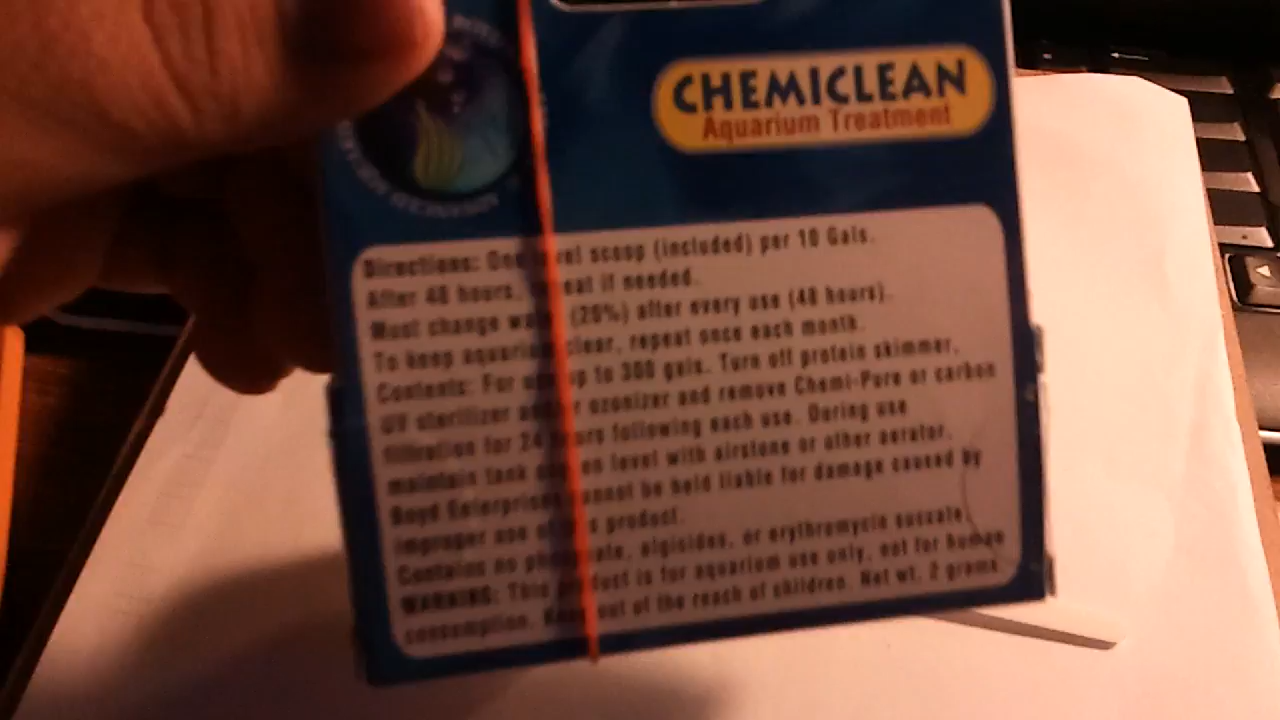 CHEMICLEAN
Aquarium Treatment
Directions: One level scoop (included) per 10 Gals.
After 48 hours, repeat if needed.
Must change water (25%) after every use (48 hours).
To keep aquarium clear, repeat once each month.
Contents: For use up to 300 gals. Turn off protein skimmer,
UV sterilizer and/or ozonizer and remove Chemi-Pure or carbon
filtration for 24 hours following each use. During use
maintain tank oxygen level with airstone or other aerator.
Boyd Enterprises cannot be held liable for damage caused by
improper use of this product.
Contains no phosphate, algicides, or erythromycin
WARNING: This product is for aquarium use only, not for human
consumption. Keep out of the reach of children. Net wt. 2 grams.